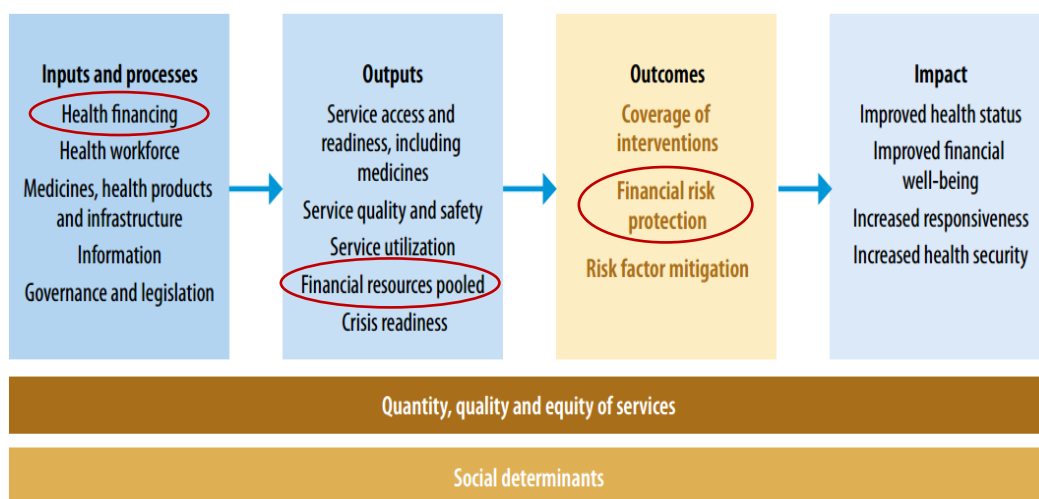 Inputs and processes
Health financing
Health workforce
Medicines, health products
and infrastructure
Information
Governance and legislation
Outputs
Service access and
readiness, including
medicines
Service quality and safety
Service utilization
Financial resources pooled
Crisis readiness
Outcomes
Coverage of
interventions
Financial risk
protection
Risk factor mitigation
Impact
Improved health status
Improved financial
well-being
Increased responsiveness
Increased health security
Quantity, quality and equity of services
Social determinants